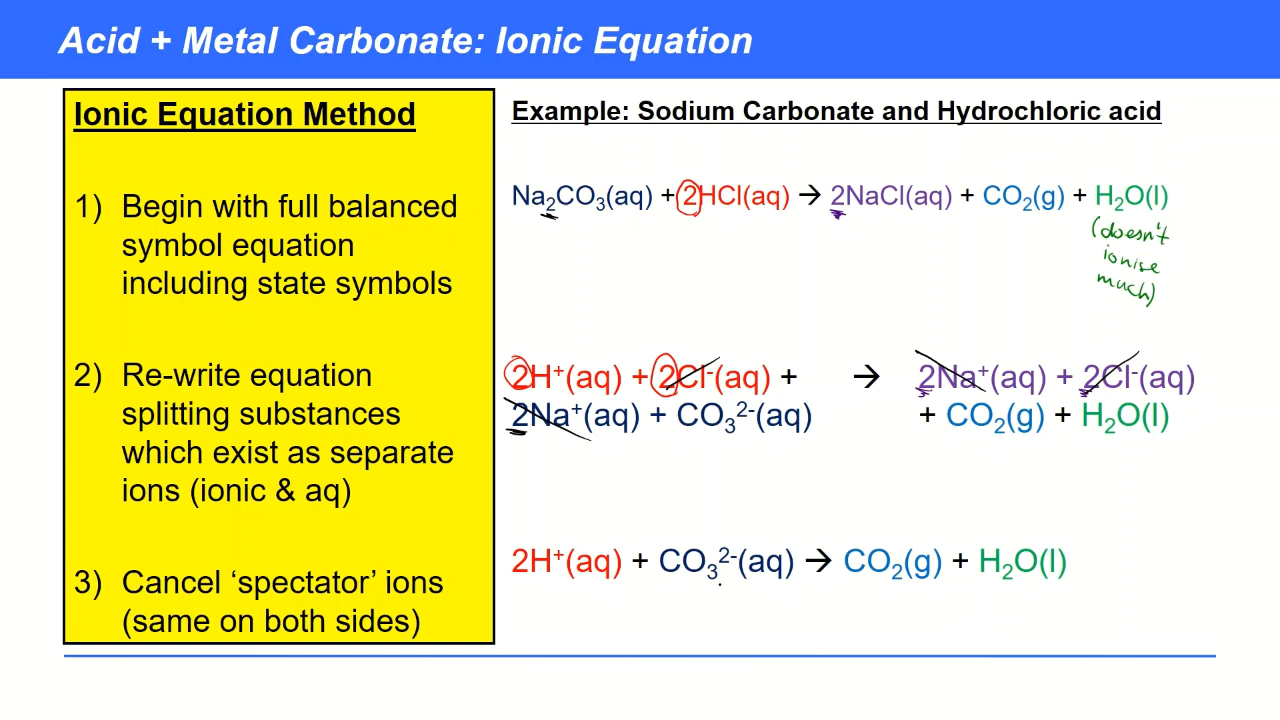 Acid + Metal Carbonate: Ionic Equation
Ionic Equation Method
1) Begin with full balanced
symbol equation
including state symbols
2) Re-write equation
splitting substances
which exist as separate
ions (ionic & aq)
3) Cancel ‘spectator’ ions
(same on both sides)
Example: Sodium Carbonate and Hydrochloric acid
Na₂CO₃(aq) + 2HCl(aq) → 2NaCl(aq) + CO₂(g) + H₂O(l)
(doesn't
ionise
much)
2H⁺(aq) + 2Cl⁻(aq) + → 2Na⁺(aq) + 2Cl⁻(aq)
2Na⁺(aq) + CO₃²⁻(aq) + CO₂(g) + H₂O(l)
2H⁺(aq) + CO₃²⁻(aq) → CO₂(g) + H₂O(l)